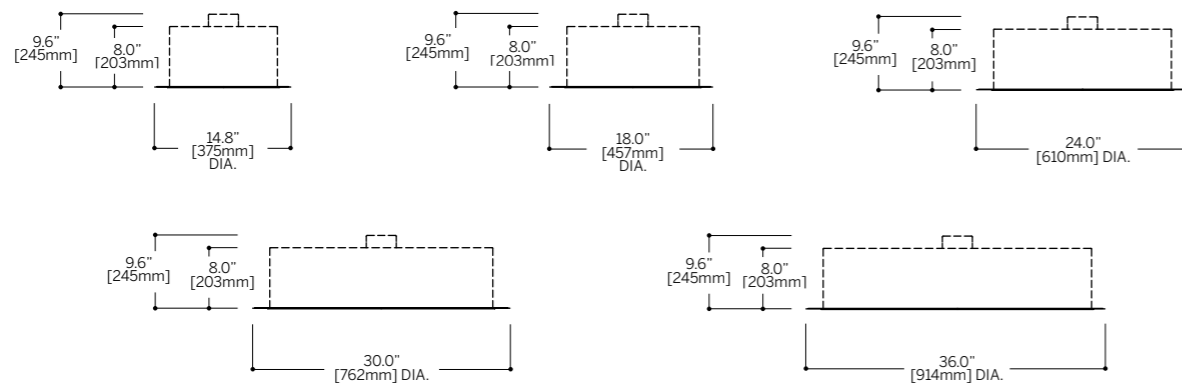 9.6"
[245mm]
8.0"
[203mm]
14.8"
[375mm]
DIA.
9.6"
[245mm]
8.0"
[203mm]
18.0"
[457mm]
DIA.
9.6"
[245mm]
8.0"
[203mm]
24.0"
[610mm] DIA.
9.6"
[245mm]
8.0"
[203mm]
30.0"
[762mm] DIA.
9.6"
[245mm]
8.0"
[203mm]
36.0"
[914mm] DIA.